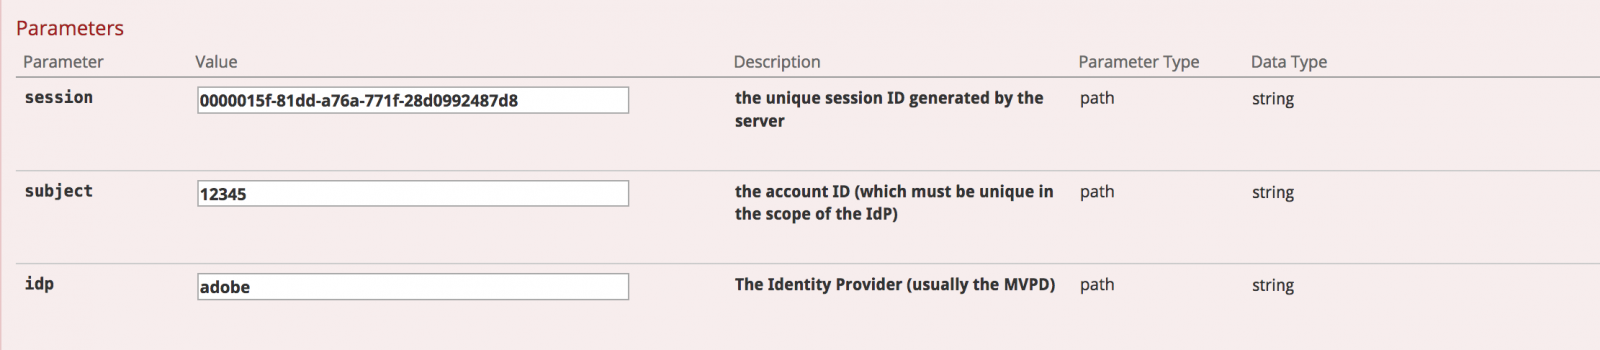 Parameters
Parameter Value Description Parameter Type Data Type
session 0000015f-81dd-a76a-771f-28d0992487d8 the unique session ID generated by the path string
server
subject 12345 the account ID (which must be unique in path string
the scope of the IdP)
idp adobe The Identity Provider (usually the MVPD) path string